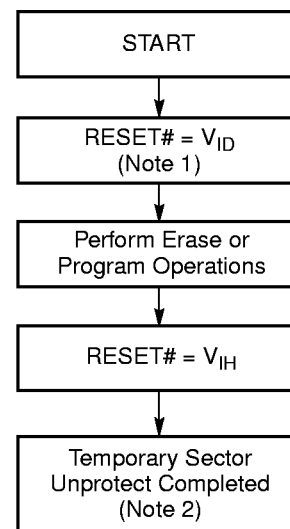 START
RESET# = VID
(Note 1)
Perform Erase or
Program Operations
RESET# = VIH
Temporary Sector
Unprotect Completed
(Note 2)